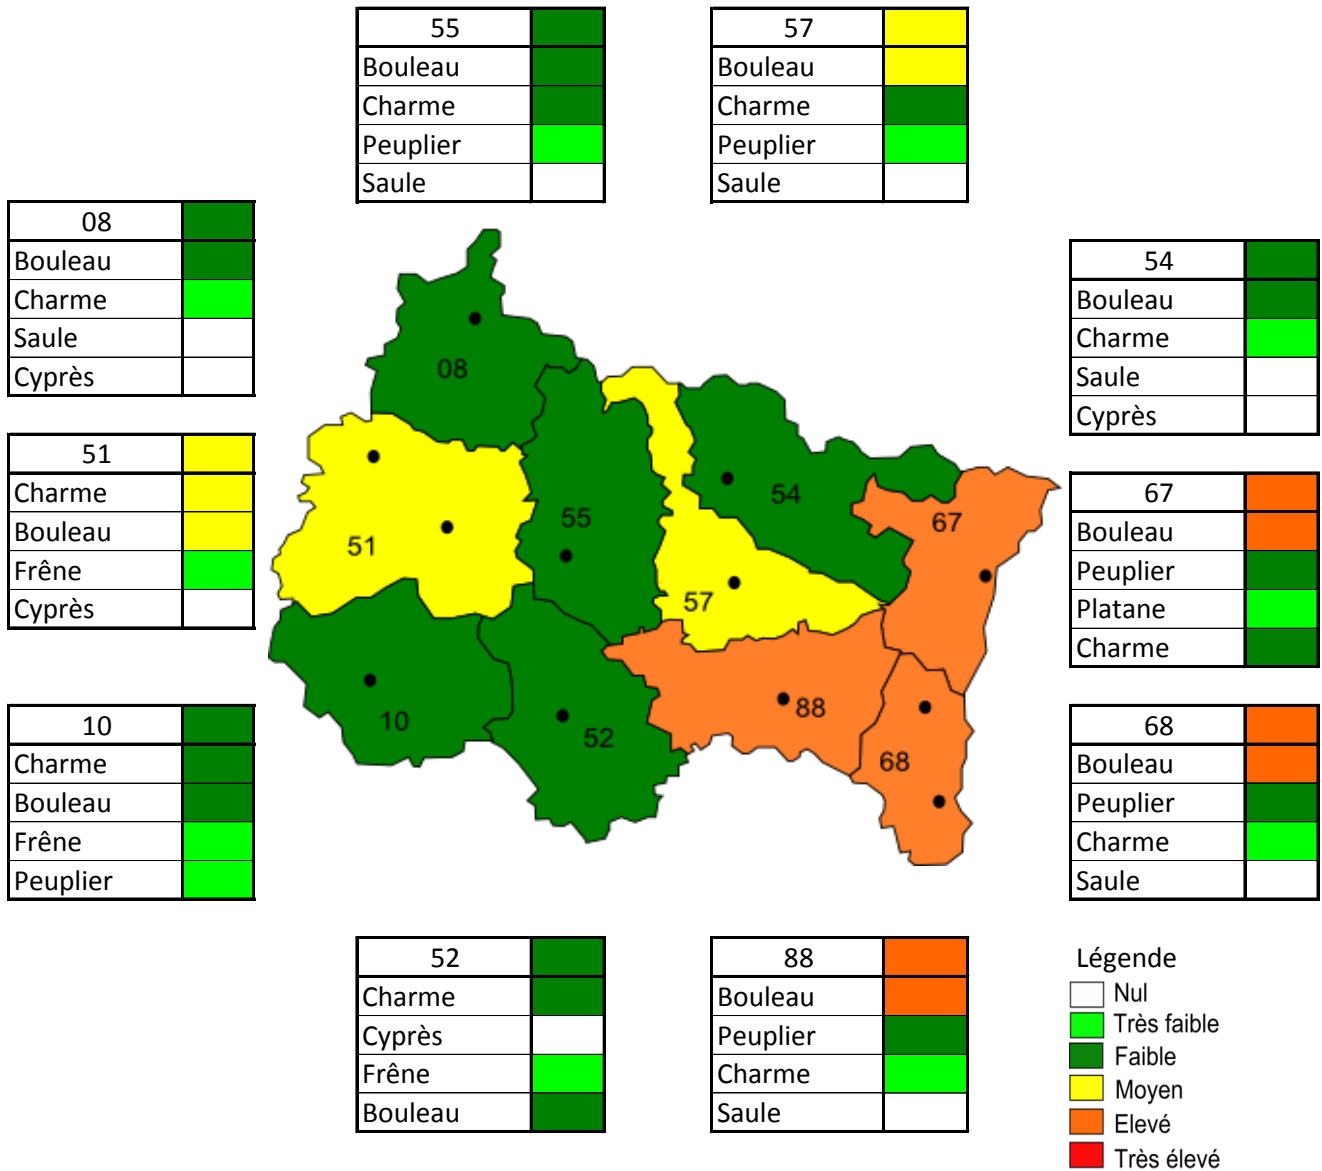 55
Bouleau
Charme
Peuplier
Saule
57
Bouleau
Charme
Peuplier
Saule
08
Bouleau
Charme
Saule
Cyprès
51
Charme
Bouleau
Frêne
Cyprès
10
Charme
Bouleau
Frêne
Peuplier
08
51
55
54
67
57
10
52
88
68
54
Bouleau
Charme
Saule
Cyprès
67
Bouleau
Peuplier
Platane
Charme
68
Bouleau
Peuplier
Charme
Saule
52
Charme
Cyprès
Frêne
Bouleau
88
Bouleau
Peuplier
Charme
Saule
Légende
Nul
Très faible
Faible
Moyen
Elevé
Très élevé